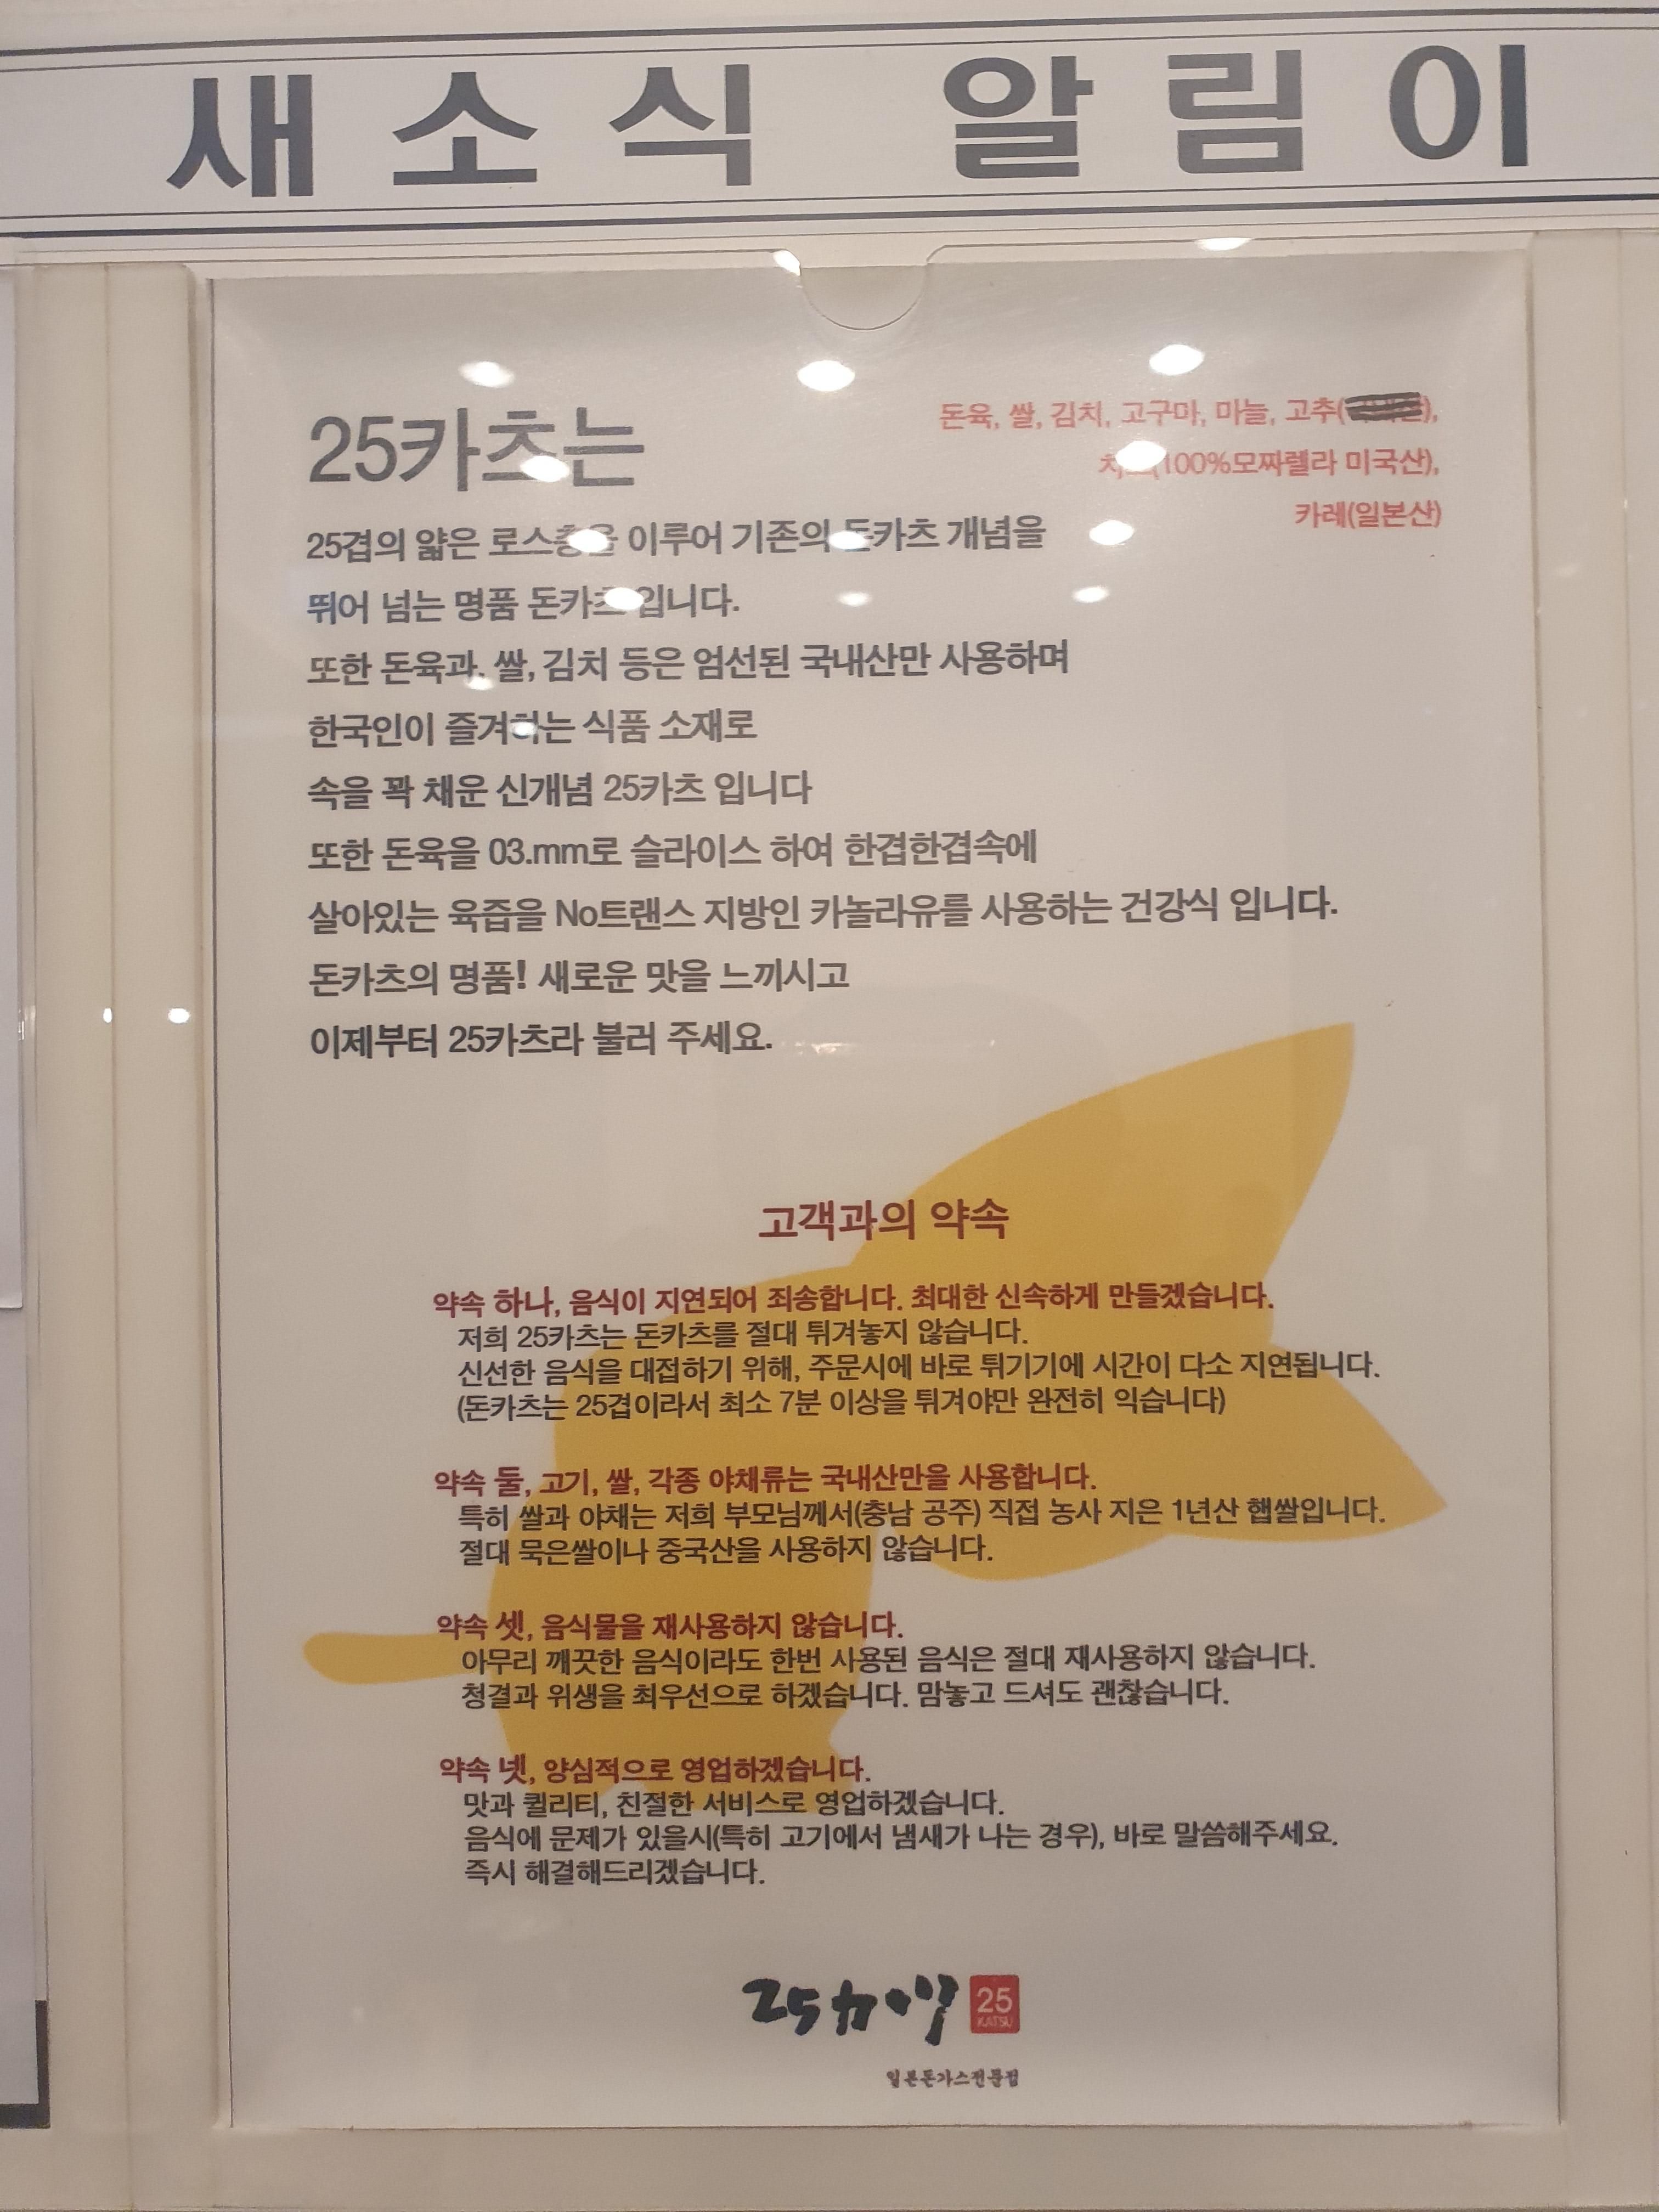 새소식 알림이
25카츠는
돈육, 쌀, 김치, 고구마, 마늘, 고추( ),
(100%모짜렐라 미국산),
카레(일본산)
25겹의 얇은 로스층을 이루어 기존의 돈카츠 개념을
뛰어 넘는 명품 돈카츠 입니다.
또한 돈육과, 쌀, 김치 등은 엄선된 국내산만 사용하며
한국인이 즐겨하는 식품 소재로
속을 꽉 채운 신개념 25카츠 입니다
또한 돈육을 03.mm로 슬라이스 하여 한겹한겹속에
살아있는 육즙을 No트랜스 지방인 카놀라유를 사용하는 건강식 입니다.
돈카츠의 명품! 새로운 맛을 느끼시고
이제부터 25카츠라 불러 주세요.
고객과의 약속
약속 하나, 음식이 지연되어 죄송합니다. 최대한 신속하게 만들겠습니다.
저희 25카츠는 돈카츠를 절대 튀겨놓지 않습니다.
신선한 음식을 대접하기 위해, 주문시에 바로 튀기기에 시간이 다소 지연됩니다.
(돈카츠는 25겹이라서 최소 7분 이상을 튀겨야만 완전히 익습니다)
약속 둘, 고기, 쌀, 각종 야채류는 국내산만을 사용합니다.
특히 쌀과 야채는 저희 부모님께서(충남 공주) 직접 농사 지은 1년산 햅쌀입니다.
절대 묵은쌀이나 중국산을 사용하지 않습니다.
약속 셋, 음식물을 재사용하지 않습니다.
아무리 깨끗한 음식이라도 한번 사용된 음식은 절대 재사용하지 않습니다.
청결과 위생을 최우선으로 하겠습니다. 맘놓고 드셔도 괜찮습니다.
약속 넷, 양심적으로 영업하겠습니다.
맛과 퀄리티, 친절한 서비스로 영업하겠습니다.
음식에 문제가 있을시(특히 고기에서 냄새가 나는 경우), 바로 말씀해주세요.
즉시 해결해드리겠습니다.
25カツ 25 KATSU
일본돈가스전문점